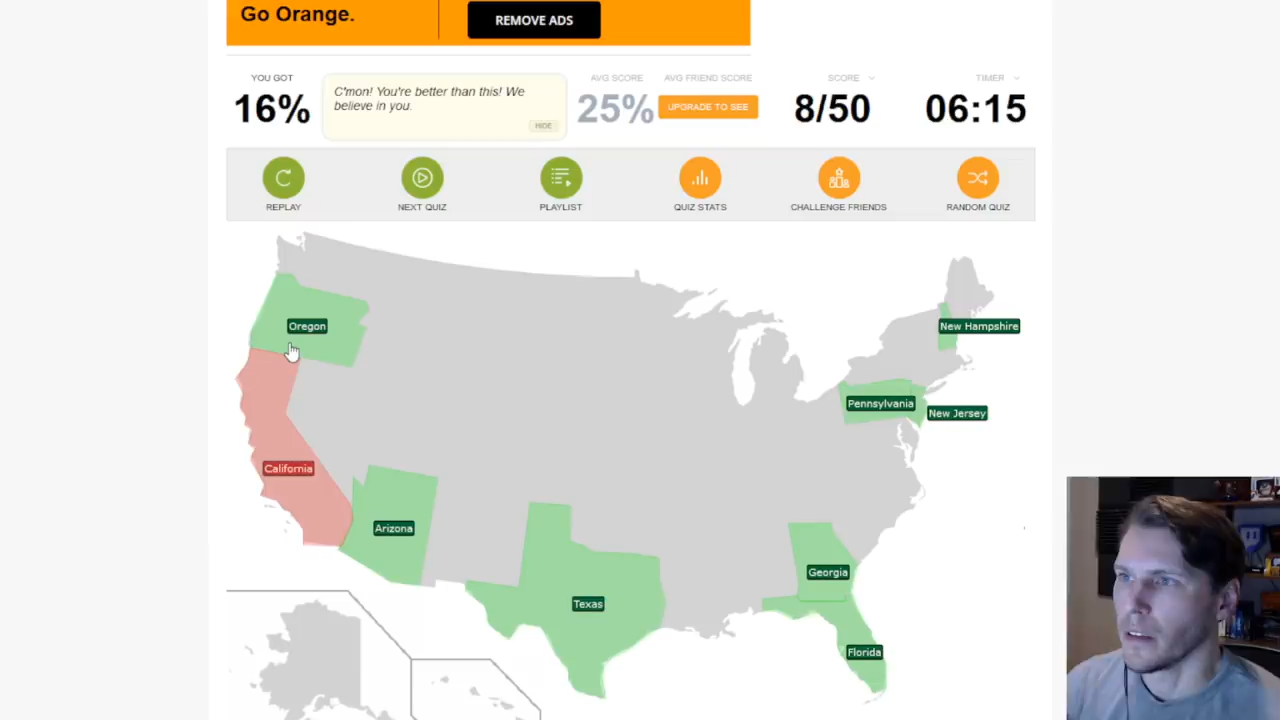 Go Orange.
REMOVE ADS
YOU GOT
16%
C'mon! You're better than this! We
believe in you.
HIDE
AVG SCORE
25%
AVG FRIEND SCORE
UPGRADE TO SEE
SCORE
8/50
TIMER
06:15
REPLAY
NEXT QUIZ
PLAYLIST
QUIZ STATS
CHALLENGE FRIENDS
RANDOM QUIZ
Oregon
New Hampshire
Pennsylvania
New Jersey
California
Arizona
Georgia
Texas
Florida